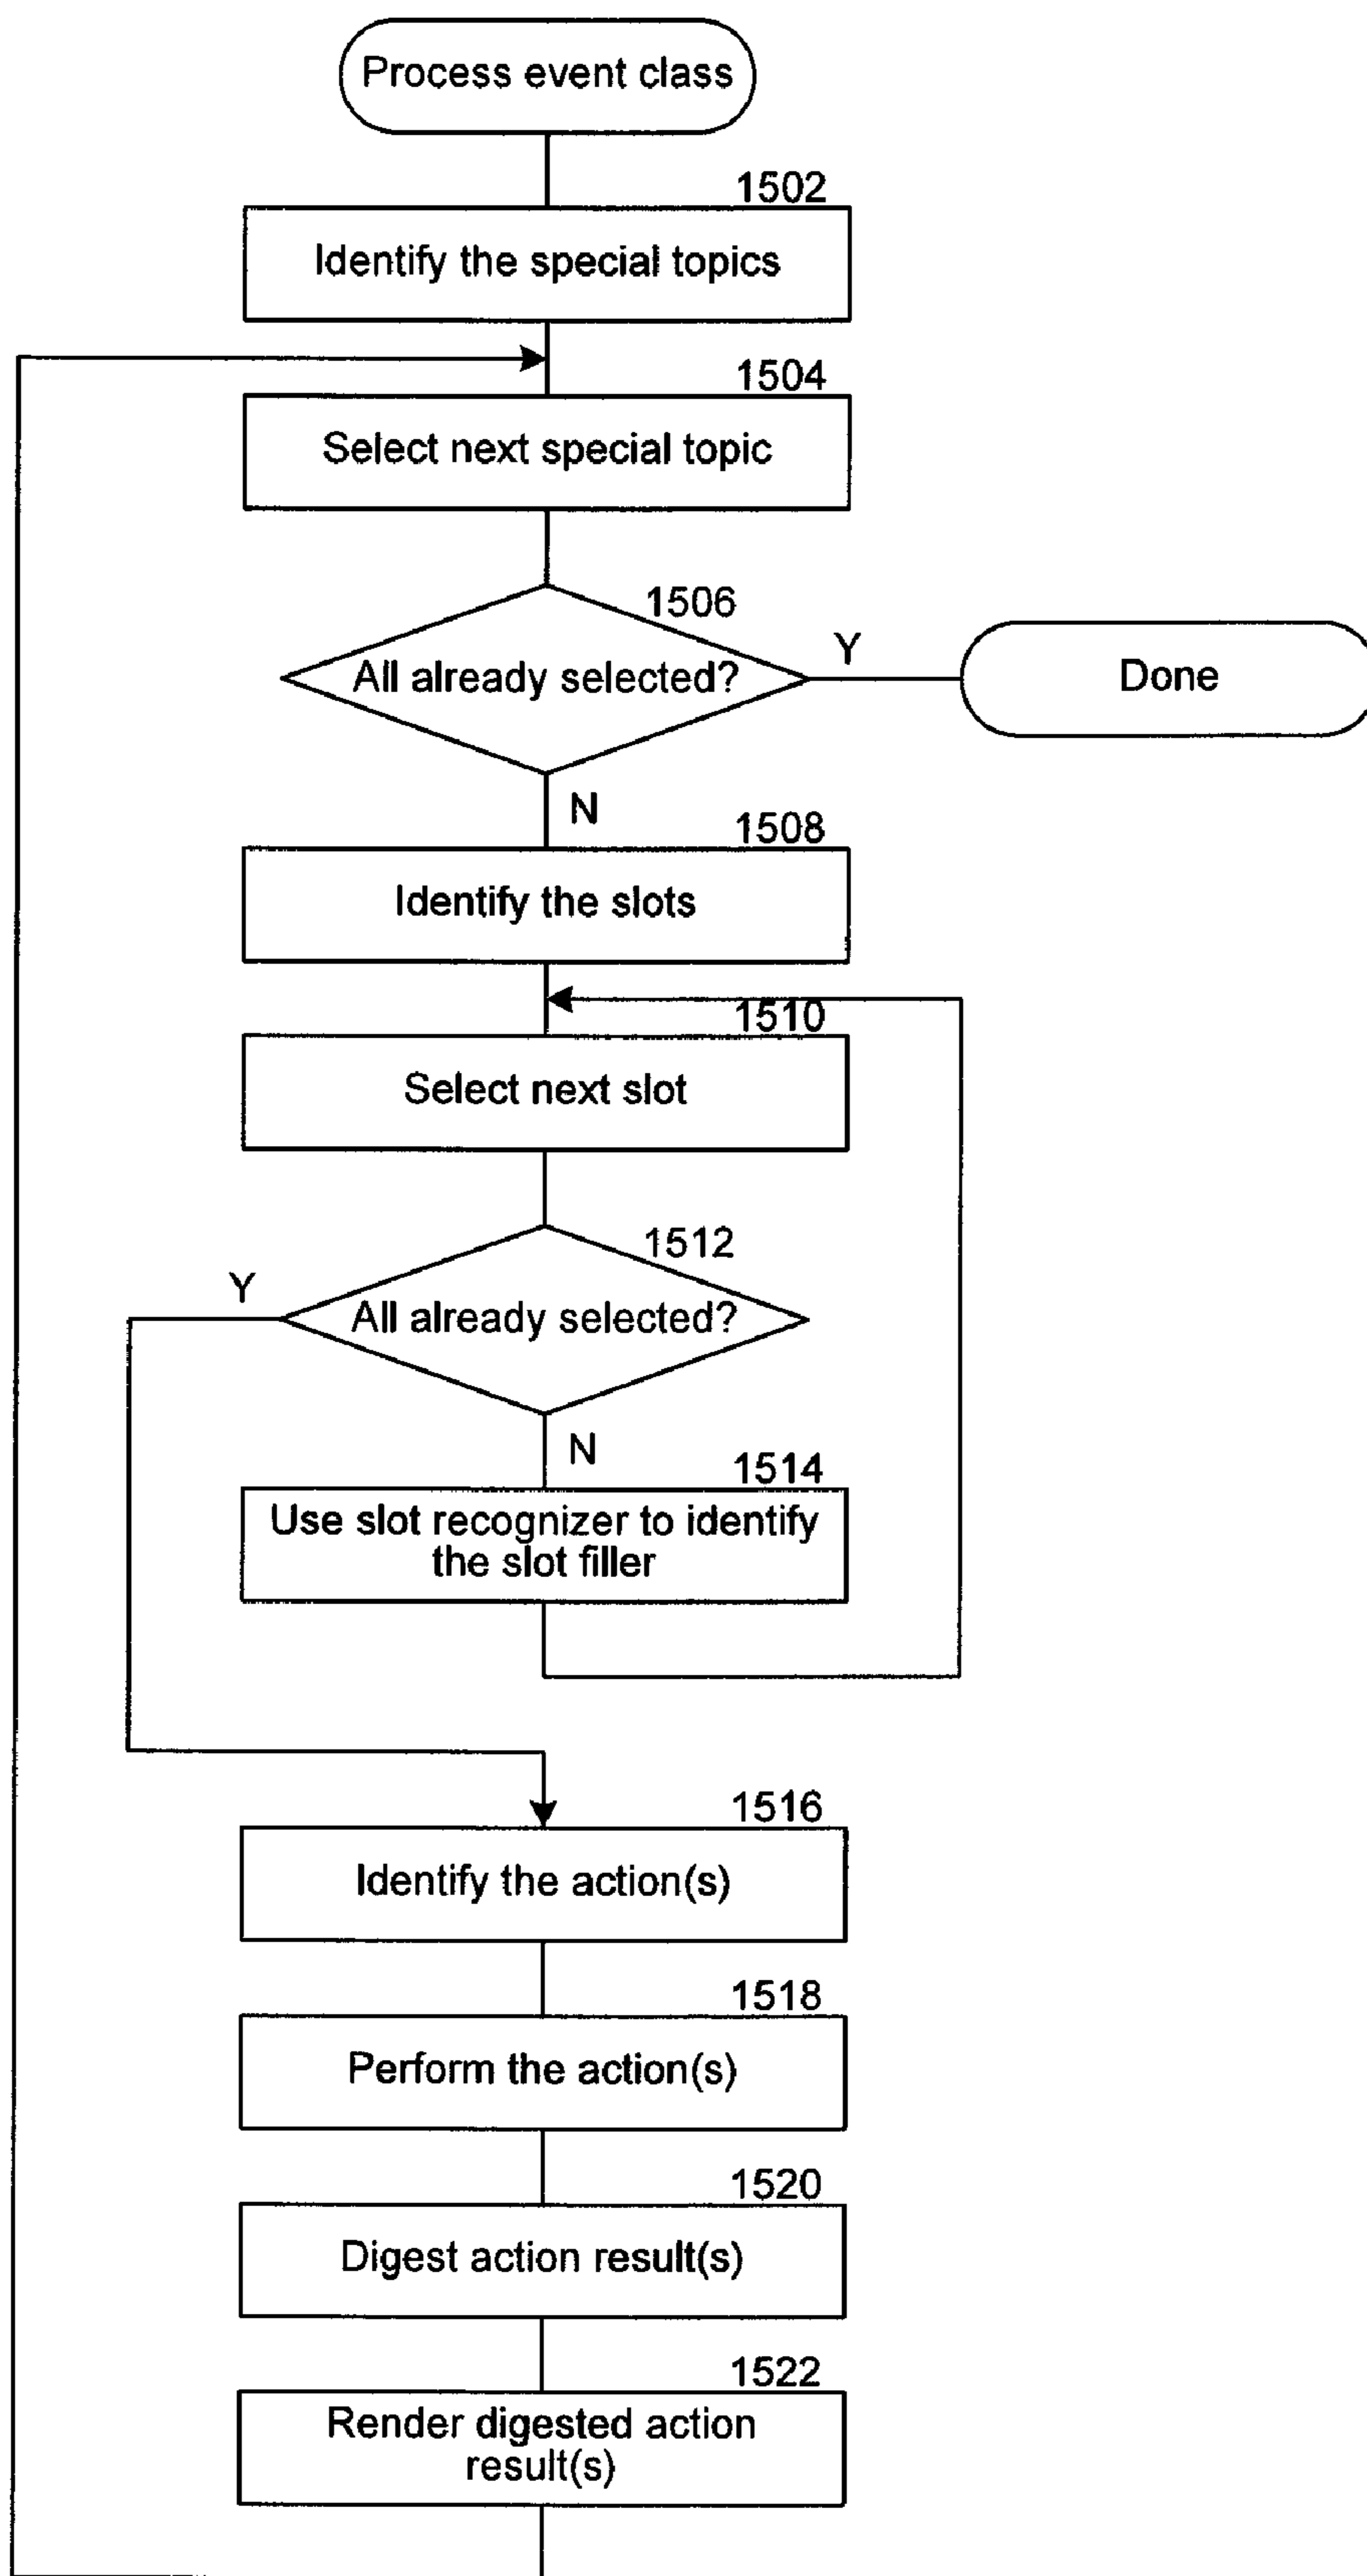 Process event class
1502
Identify the special topics
1504
Select next special topic
1506
All already selected?
Y
Done
N
1508
Identify the slots
1510
Select next slot
1512
Y
All already selected?
N
1514
Use slot recognizer to identify
the slot filler
1516
Identify the action(s)
1518
Perform the action(s)
1520
Digest action result(s)
1522
Render digested action
result(s)